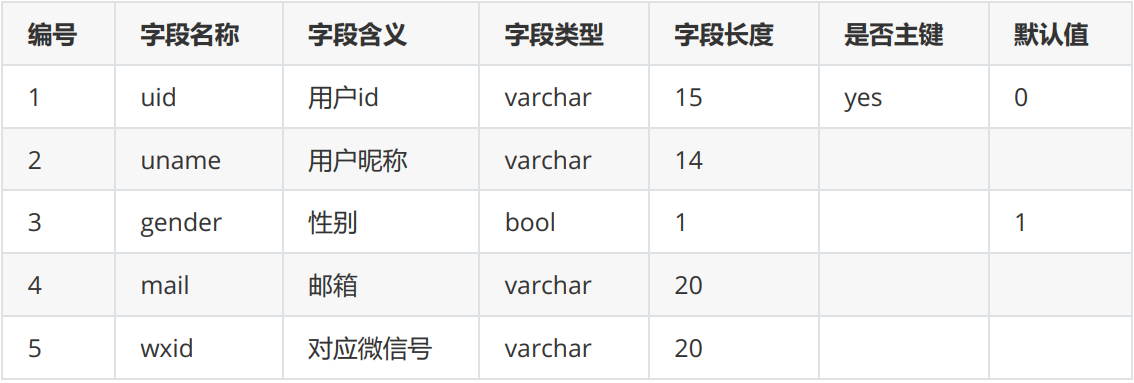 编号 字段名称 字段含义 字段类型 字段长度 是否主键 默认值
1 uid 用户id varchar 15 yes 0
2 uname 用户昵称 varchar 14
3 gender 性别 bool 1 1
4 mail 邮箱 varchar 20
5 wxid 对应微信号 varchar 20